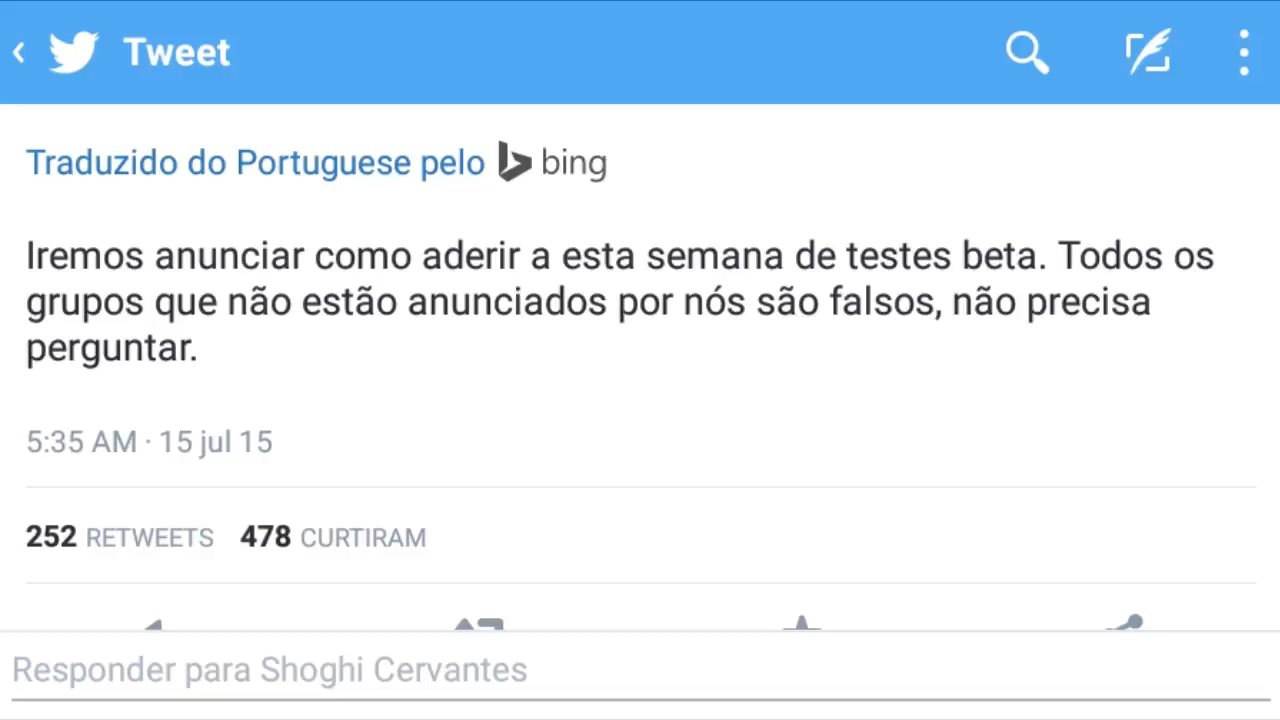 Tweet
Traduzido do Portuguese pelo bing
Iremos anunciar como aderir a esta semana de testes beta. Todos os
grupos que não estão anunciados por nós são falsos, não precisa
perguntar.
5:35 AM · 15 jul 15
252 RETWEETS 478 CURTIRAM
Responder para Shoghi Cervantes